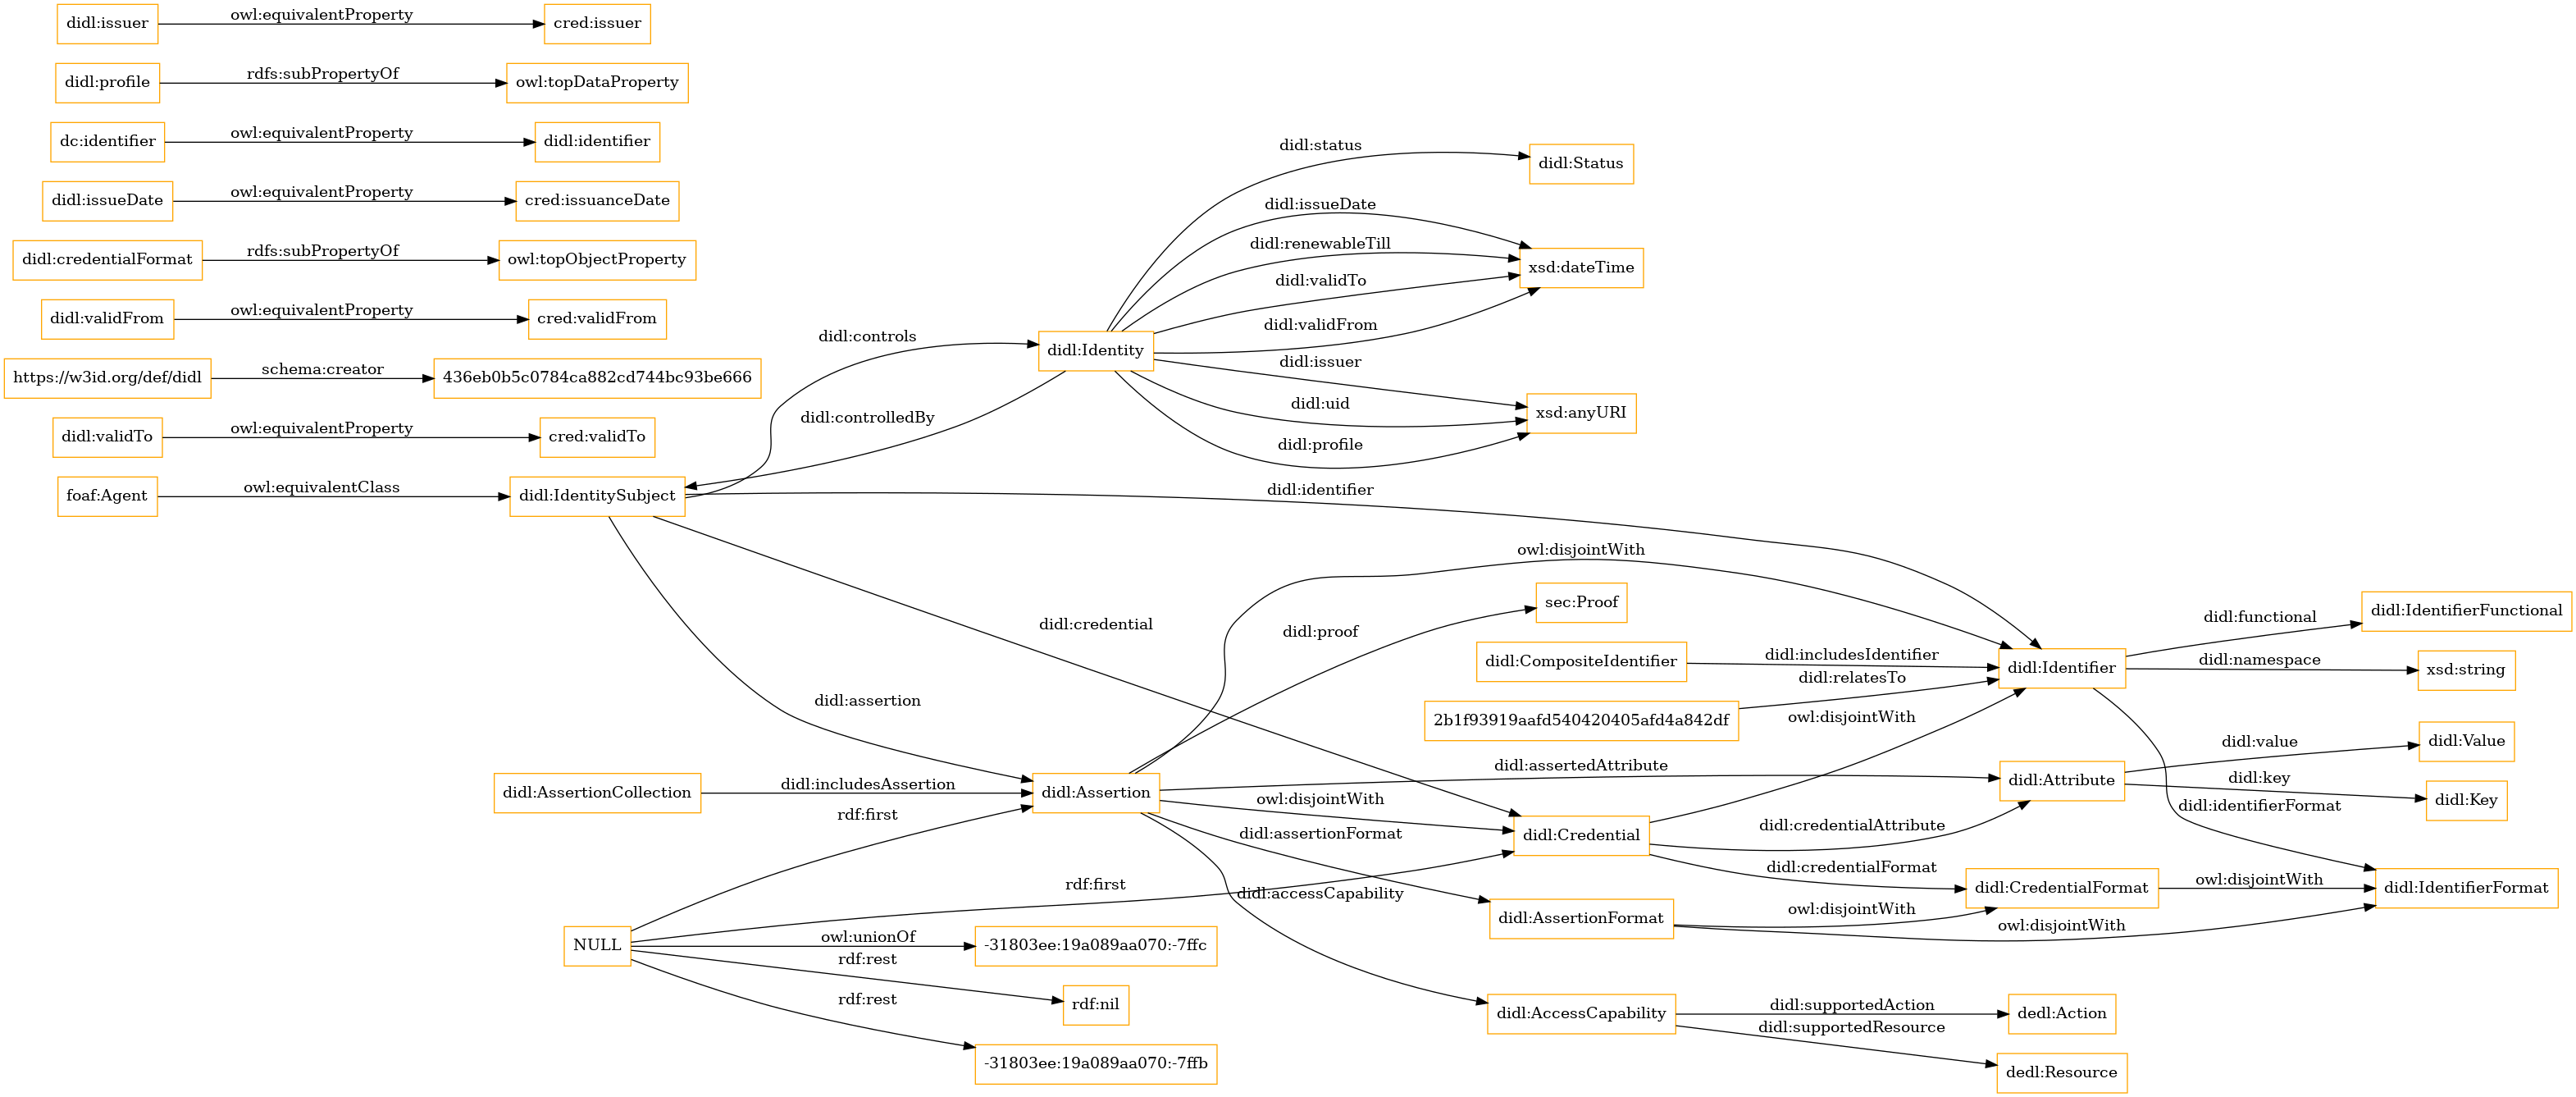 didl:issuer
owl:equivalentProperty
cred:issuer
didl:profile
rdfs:subPropertyOf
owl:topDataProperty
dc:identifier
owl:equivalentProperty
didl:identifier
didl:issueDate
owl:equivalentProperty
cred:issuanceDate
didl:credentialFormat
rdfs:subPropertyOf
owl:topObjectProperty
didl:validFrom
owl:equivalentProperty
cred:validFrom
https://w3id.org/def/didl
schema:creator
436eb0b5c0784ca882cd744bc93be666
didl:validTo
owl:equivalentProperty
cred:validTo
foaf:Agent
owl:equivalentClass
didl:IdentitySubject
didl:controls
didl:controlledBy
didl:Identity
didl:status
didl:Status
didl:issueDate
didl:renewableTill
didl:validTo
didl:validFrom
xsd:dateTime
didl:issuer
didl:uid
didl:profile
xsd:anyURI
didl:identifier
didl:credential
didl:assertion
owl:disjointWith
didl:proof
sec:Proof
didl:CompositeIdentifier
didl:includesIdentifier
didl:relatesTo
2b1f93919aafd540420405afd4a842df
owl:disjointWith
didl:Identifier
didl:functional
didl:IdentifierFunctional
didl:namespace
xsd:string
didl:identifierFormat
didl:AssertionCollection
didl:includesAssertion
didl:Assertion
didl:assertedAttribute
didl:Attribute
didl:value
didl:Value
didl:key
didl:Key
owl:disjointWith
didl:assertionFormat
didl:Credential
didl:credentialAttribute
didl:credentialFormat
didl:CredentialFormat
owl:disjointWith
didl:IdentifierFormat
rdf:first
rdf:first
didl:accessCapability
didl:AssertionFormat
owl:disjointWith
owl:disjointWith
NULL
owl:unionOf
-31803ee:19a089aa070:-7ffc
rdf:rest
rdf:nil
rdf:rest
-31803ee:19a089aa070:-7ffb
didl:AccessCapability
didl:supportedAction
dedl:Action
didl:supportedResource
dedl:Resource